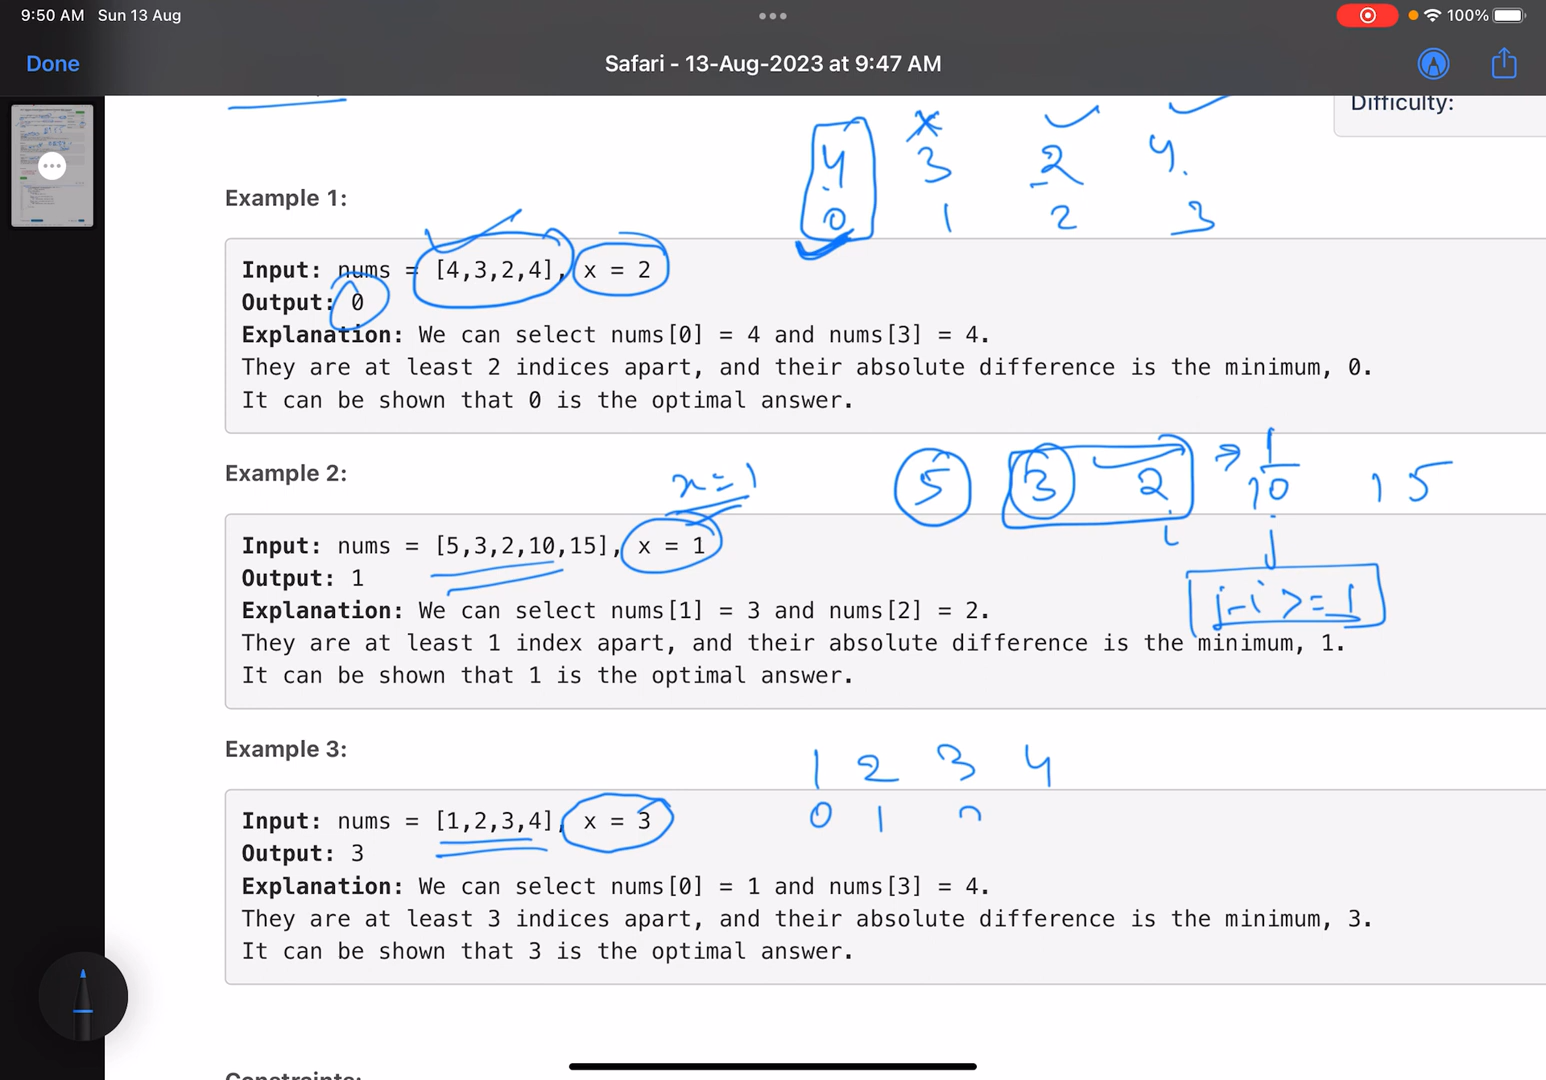 9:50 AM Sun 13 Aug
100%
Done
Safari - 13-Aug-2023 at 9:47 AM
Difficulty:
4 3 2 4
0 1 2 3
Example 1:
Input: nums = [4,3,2,4], x = 2
Output: 0
Explanation: We can select nums[0] = 4 and nums[3] = 4.
They are at least 2 indices apart, and their absolute difference is the minimum, 0.
It can be shown that 0 is the optimal answer.
Example 2:
x=1
5 3 2 → 10 15
i j
j-i >= 1
Input: nums = [5,3,2,10,15], x = 1
Output: 1
Explanation: We can select nums[1] = 3 and nums[2] = 2.
They are at least 1 index apart, and their absolute difference is the minimum, 1.
It can be shown that 1 is the optimal answer.
Example 3:
1 2 3 4
0 1
Input: nums = [1,2,3,4], x = 3
Output: 3
Explanation: We can select nums[0] = 1 and nums[3] = 4.
They are at least 3 indices apart, and their absolute difference is the minimum, 3.
It can be shown that 3 is the optimal answer.
Constraints: